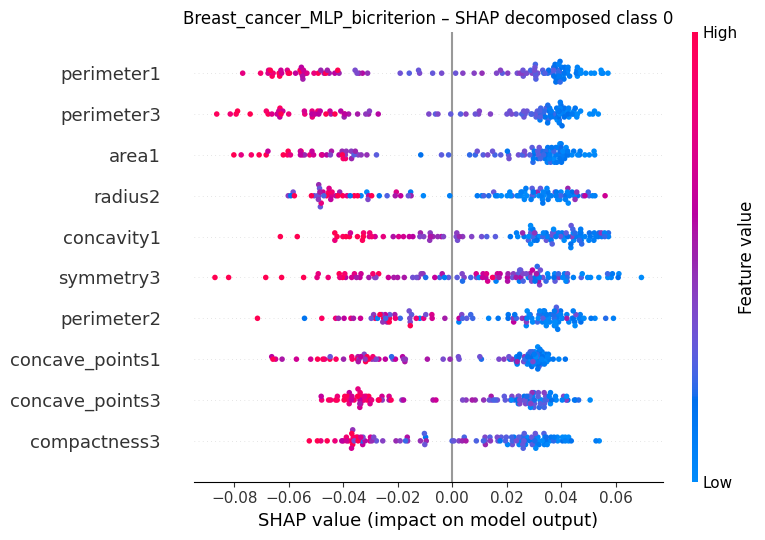 Breast_cancer_MLP_bicriterion – SHAP decomposed class 0
High
perimeter1
perimeter3
area1
radius2
concavity1
symmetry3
perimeter2
concave_points1
concave_points3
compactness3
Feature value
Low
−0.08 −0.06 −0.04 −0.02 0.00 0.02 0.04 0.06
SHAP value (impact on model output)